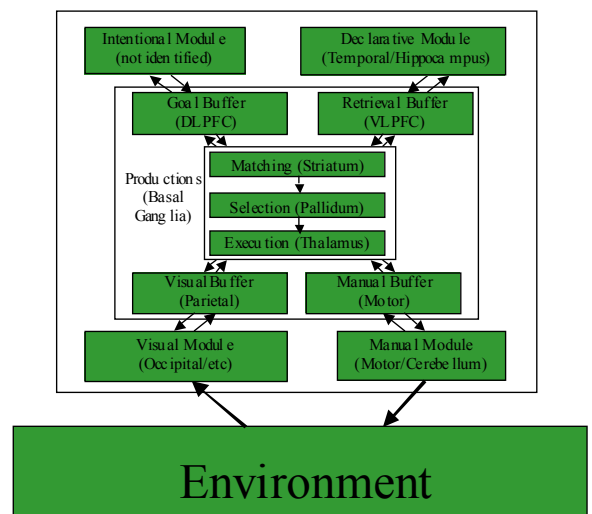 Intentional Module
(not identified)
Declarative Module
(Temporal/Hippocampus)
Goal Buffer
(DLPFC)
Retrieval Buffer
(VLPFC)
Productions
(Basal
Ganglia)
Matching (Striatum)
Selection (Pallidum)
Execution (Thalamus)
Visual Buffer
(Parietal)
Manual Buffer
(Motor)
Visual Module
(Occipital/etc)
Manual Module
(Motor/Cerebellum)
Environment